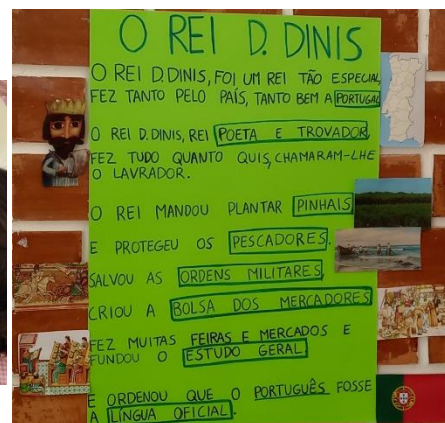 O REI D. DINIS
O REI D.DINIS, FOI UM REI TÃO ESPECIAL
FEZ TANTO PELO PAÍS, TANTO BEM A PORTUGAL
O REI D.DINIS, REI POETA E TROVADOR,
FEZ TUDO QUANTO QUIS, CHAMARAM-LHE
O LAVRADOR.
O REI MANDOU PLANTAR PINHAIS
E PROTEGEU OS PESCADORES.
SALVOU AS ORDENS MILITARES,
CRIOU A BOLSA DOS MERCADORES
FEZ MUITAS FEIRAS E MERCADOS E
FUNDOU O ESTUDO GERAL
E ORDENOU QUE O PORTUGUÊS FOSSE
A LÍNGUA OFICIAL.